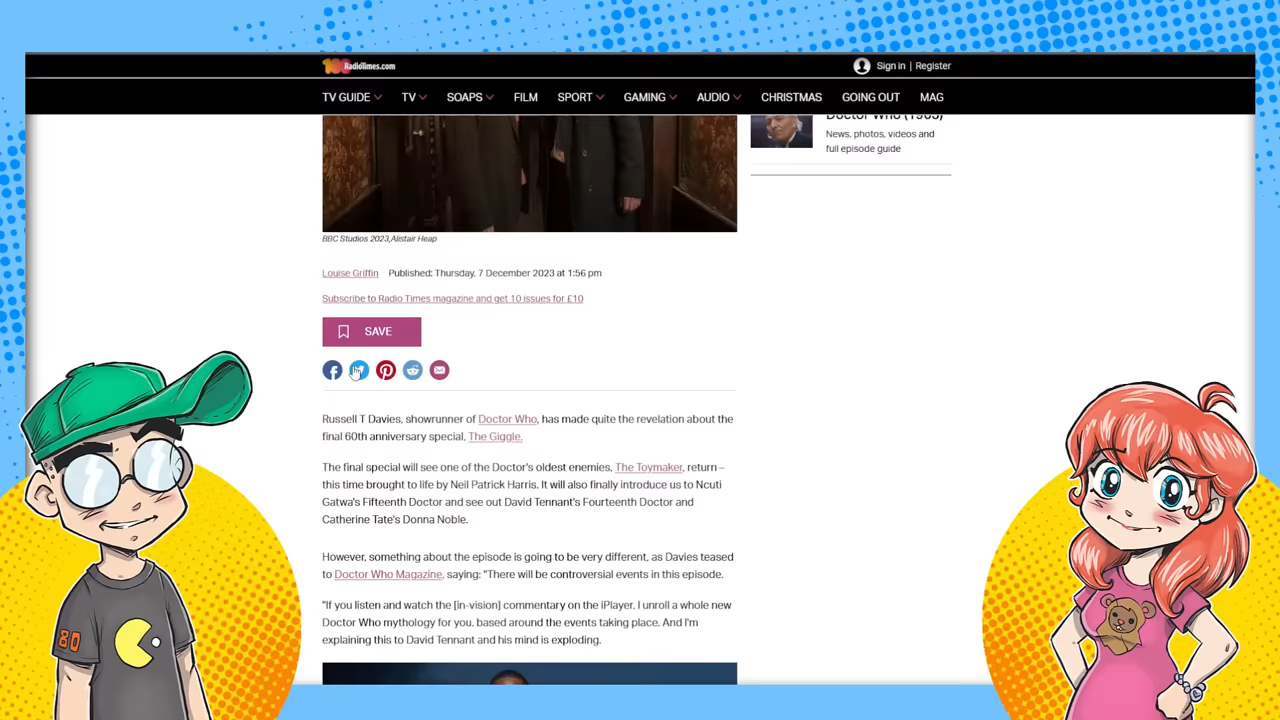 100 RadioTimes.com
Sign in | Register
TV GUIDE TV SOAPS FILM SPORT GAMING AUDIO CHRISTMAS GOING OUT MAG
Doctor Who (1963)
News, photos, videos and
full episode guide
BBC Studios 2023,Alistair Heap
Louise Griffin Published: Thursday, 7 December 2023 at 1:56 pm
Subscribe to Radio Times magazine and get 10 issues for £10
SAVE
Russell T Davies, showrunner of Doctor Who, has made quite the revelation about the
final 60th anniversary special, The Giggle.
The final special will see one of the Doctor's oldest enemies, The Toymaker, return –
this time brought to life by Neil Patrick Harris. It will also finally introduce us to Ncuti
Gatwa's Fifteenth Doctor and see out David Tennant's Fourteenth Doctor and
Catherine Tate's Donna Noble.
However, something about the episode is going to be very different, as Davies teased
to Doctor Who Magazine, saying: "There will be controversial events in this episode.
"If you listen and watch the [in-vision] commentary on the iPlayer, I unroll a whole new
Doctor Who mythology for you, based around the events taking place. And I'm
explaining this to David Tennant and his mind is exploding.
80